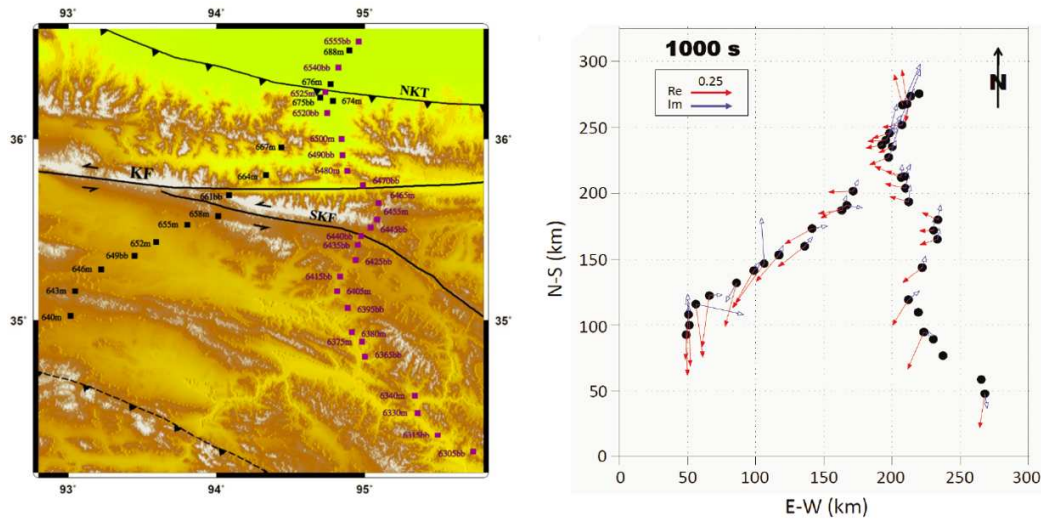 93° 94° 95°
6555bb
688m
6540bb
676m
NKT
6525m
675bb
674m
6520bb
36°
6500m
667m
6490bb
6480m
664m
KF
6470bb
661bb
6465m
658m
SKF
6455m
655m
6445bb
6440bb
652m
6435bb
649bb
6425bb
646m
6415bb
643m
6405m
6395bb
640m
35°
6380m
6375m
6365bb
6340m
6330m
6315bb
6305bb
93° 94° 95°
1000 s
0.25
Re
Im
N
N-S (km)
300
250
200
150
100
50
0
0 50 100 150 200 250 300
E-W (km)